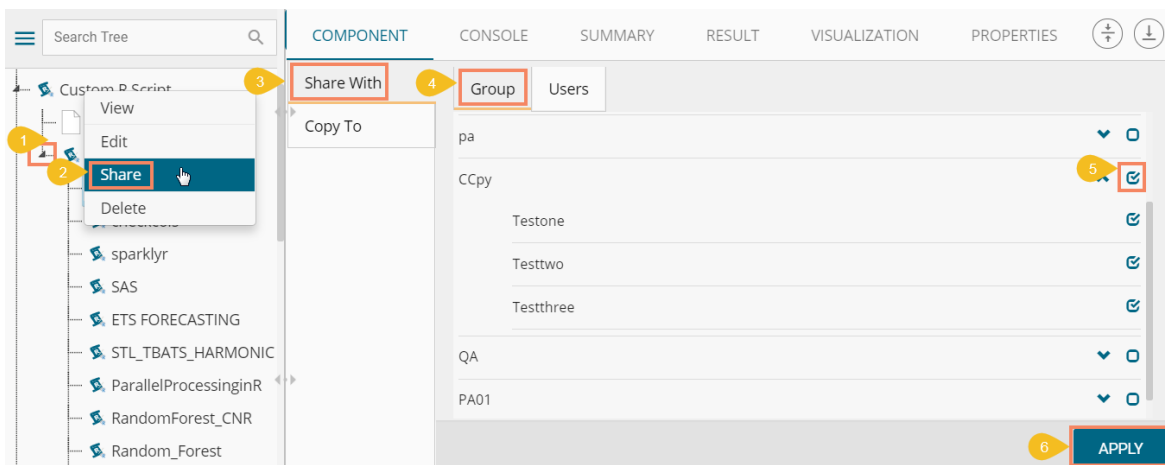 Search Tree
COMPONENT
CONSOLE
SUMMARY
RESULT
VISUALIZATION
PROPERTIES
Custom R Script
1
View
Edit
2
Share
Delete
sparklyr
SAS
ETS FORECASTING
STL_TBATS_HARMONIC
ParallelProcessinginR
RandomForest_CNR
Random_Forest
3
Share With
Copy To
4
Group
Users
pa
CCpy
5
Testone
Testtwo
Testthree
QA
PA01
6
APPLY